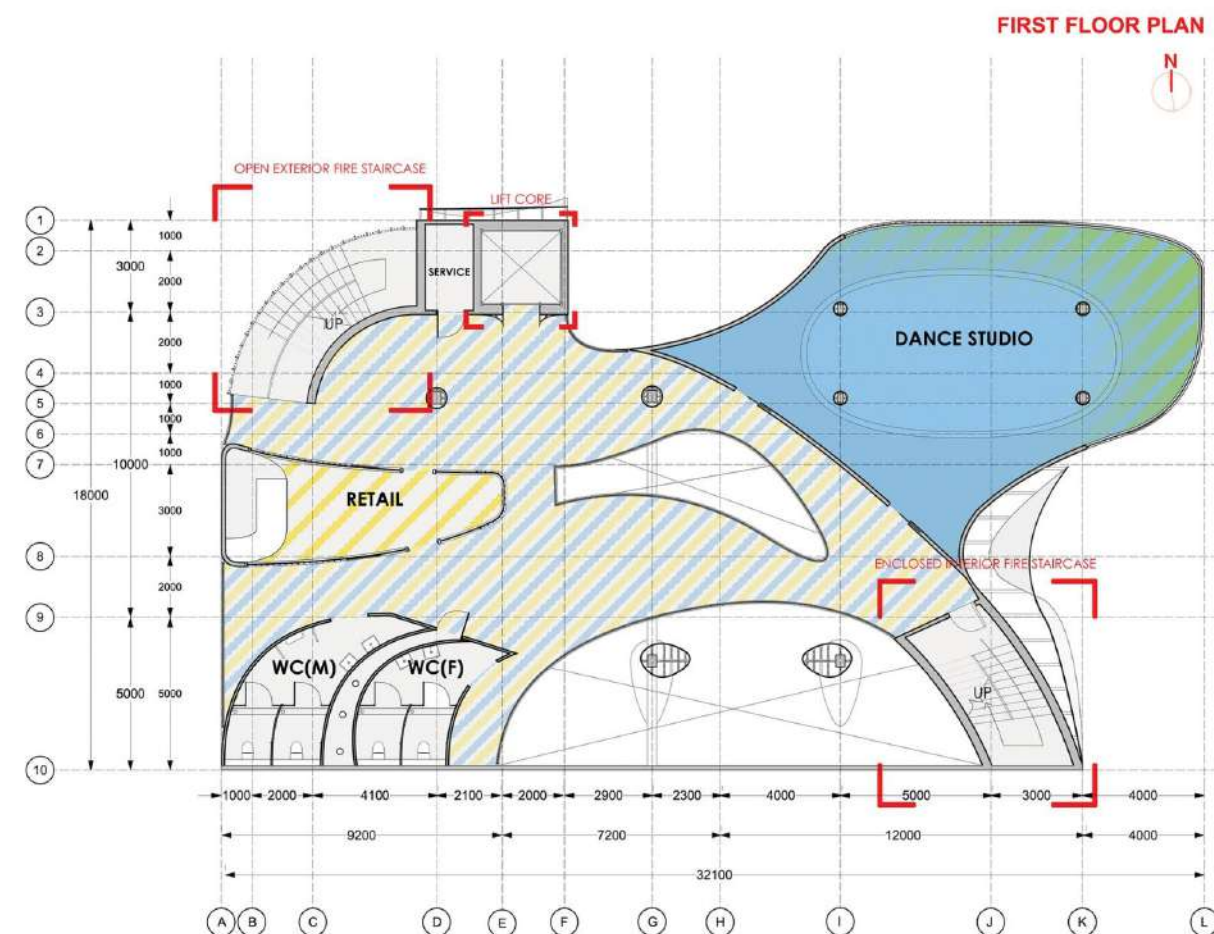 FIRST FLOOR PLAN
N
OPEN EXTERIOR FIRE STAIRCASE
LIFT CORE
1
2
3
4
5
6
7
8
9
10
18000
3000
10000
5000
1000
2000
2000
1000
1000
1000
3000
2000
5000
SERVICE
UP
DANCE STUDIO
RETAIL
ENCLOSED INTERIOR FIRE STAIRCASE
WC(M)
WC(F)
UP
1000 2000 4100 2100 2000 2900 2300 4000 5000 3000 4000
9200 7200 12000 4000
32100
A B C D E F G H I J K L